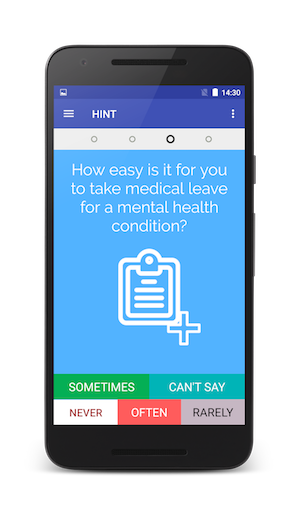 14:30
HINT
How easy is it for you
to take medical leave
for a mental health
condition?
SOMETIMES CAN'T SAY
NEVER OFTEN RARELY